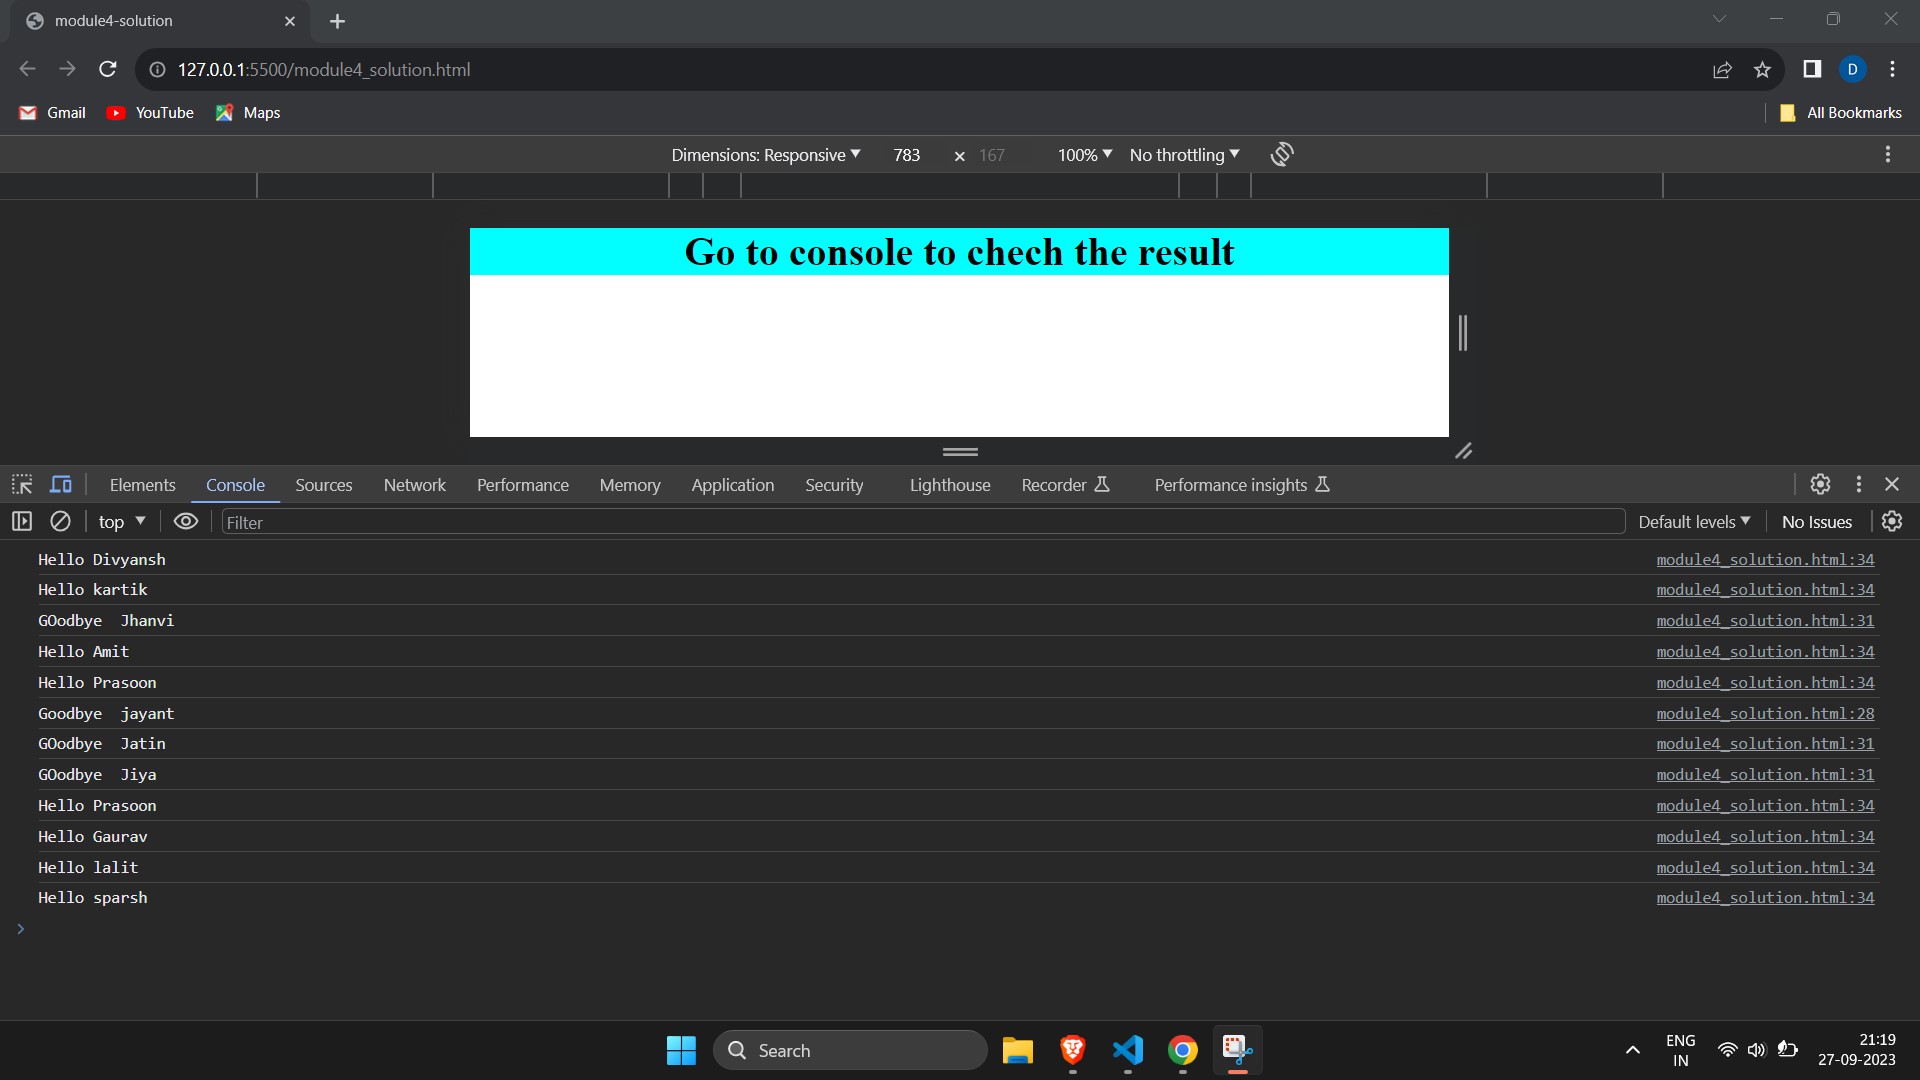 module4-solution
127.0.0.1:5500/module4_solution.html
D
Gmail YouTube Maps All Bookmarks
Dimensions: Responsive 783 × 167 100% No throttling
Go to console to chech the result
Elements Console Sources Network Performance Memory Application Security Lighthouse Recorder Performance insights
top Filter Default levels No Issues
Hello Divyansh module4_solution.html:34
Hello kartik module4_solution.html:34
GOodbye  Jhanvi module4_solution.html:31
Hello Amit module4_solution.html:34
Hello Prasoon module4_solution.html:34
Goodbye  jayant module4_solution.html:28
GOodbye  Jatin module4_solution.html:31
GOodbye  Jiya module4_solution.html:31
Hello Prasoon module4_solution.html:34
Hello Gaurav module4_solution.html:34
Hello lalit module4_solution.html:34
Hello sparsh module4_solution.html:34
Search
ENG 21:19
IN 27-09-2023